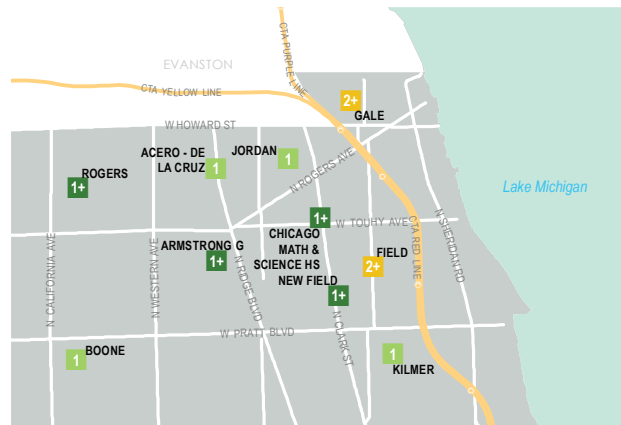 EVANSTON
CTA PURPLE LINE
CTA YELLOW LINE
2+
GALE
W HOWARD ST
ACERO - DE
LA CRUZ
1
JORDAN
1
N ROGERS AVE
ROGERS
1+
Lake Michigan
1+
W TOUHY AVE
CHICAGO
MATH &
SCIENCE HS
ARMSTRONG G
1+
FIELD
2+
NEW FIELD
1+
CTA RED LINE
N SHERIDAN RD
N CALIFORNIA AVE
N WESTERN AVE
N RIDGE BLVD
N CLARK ST
W PRATT BLVD
BOONE
1
1
KILMER